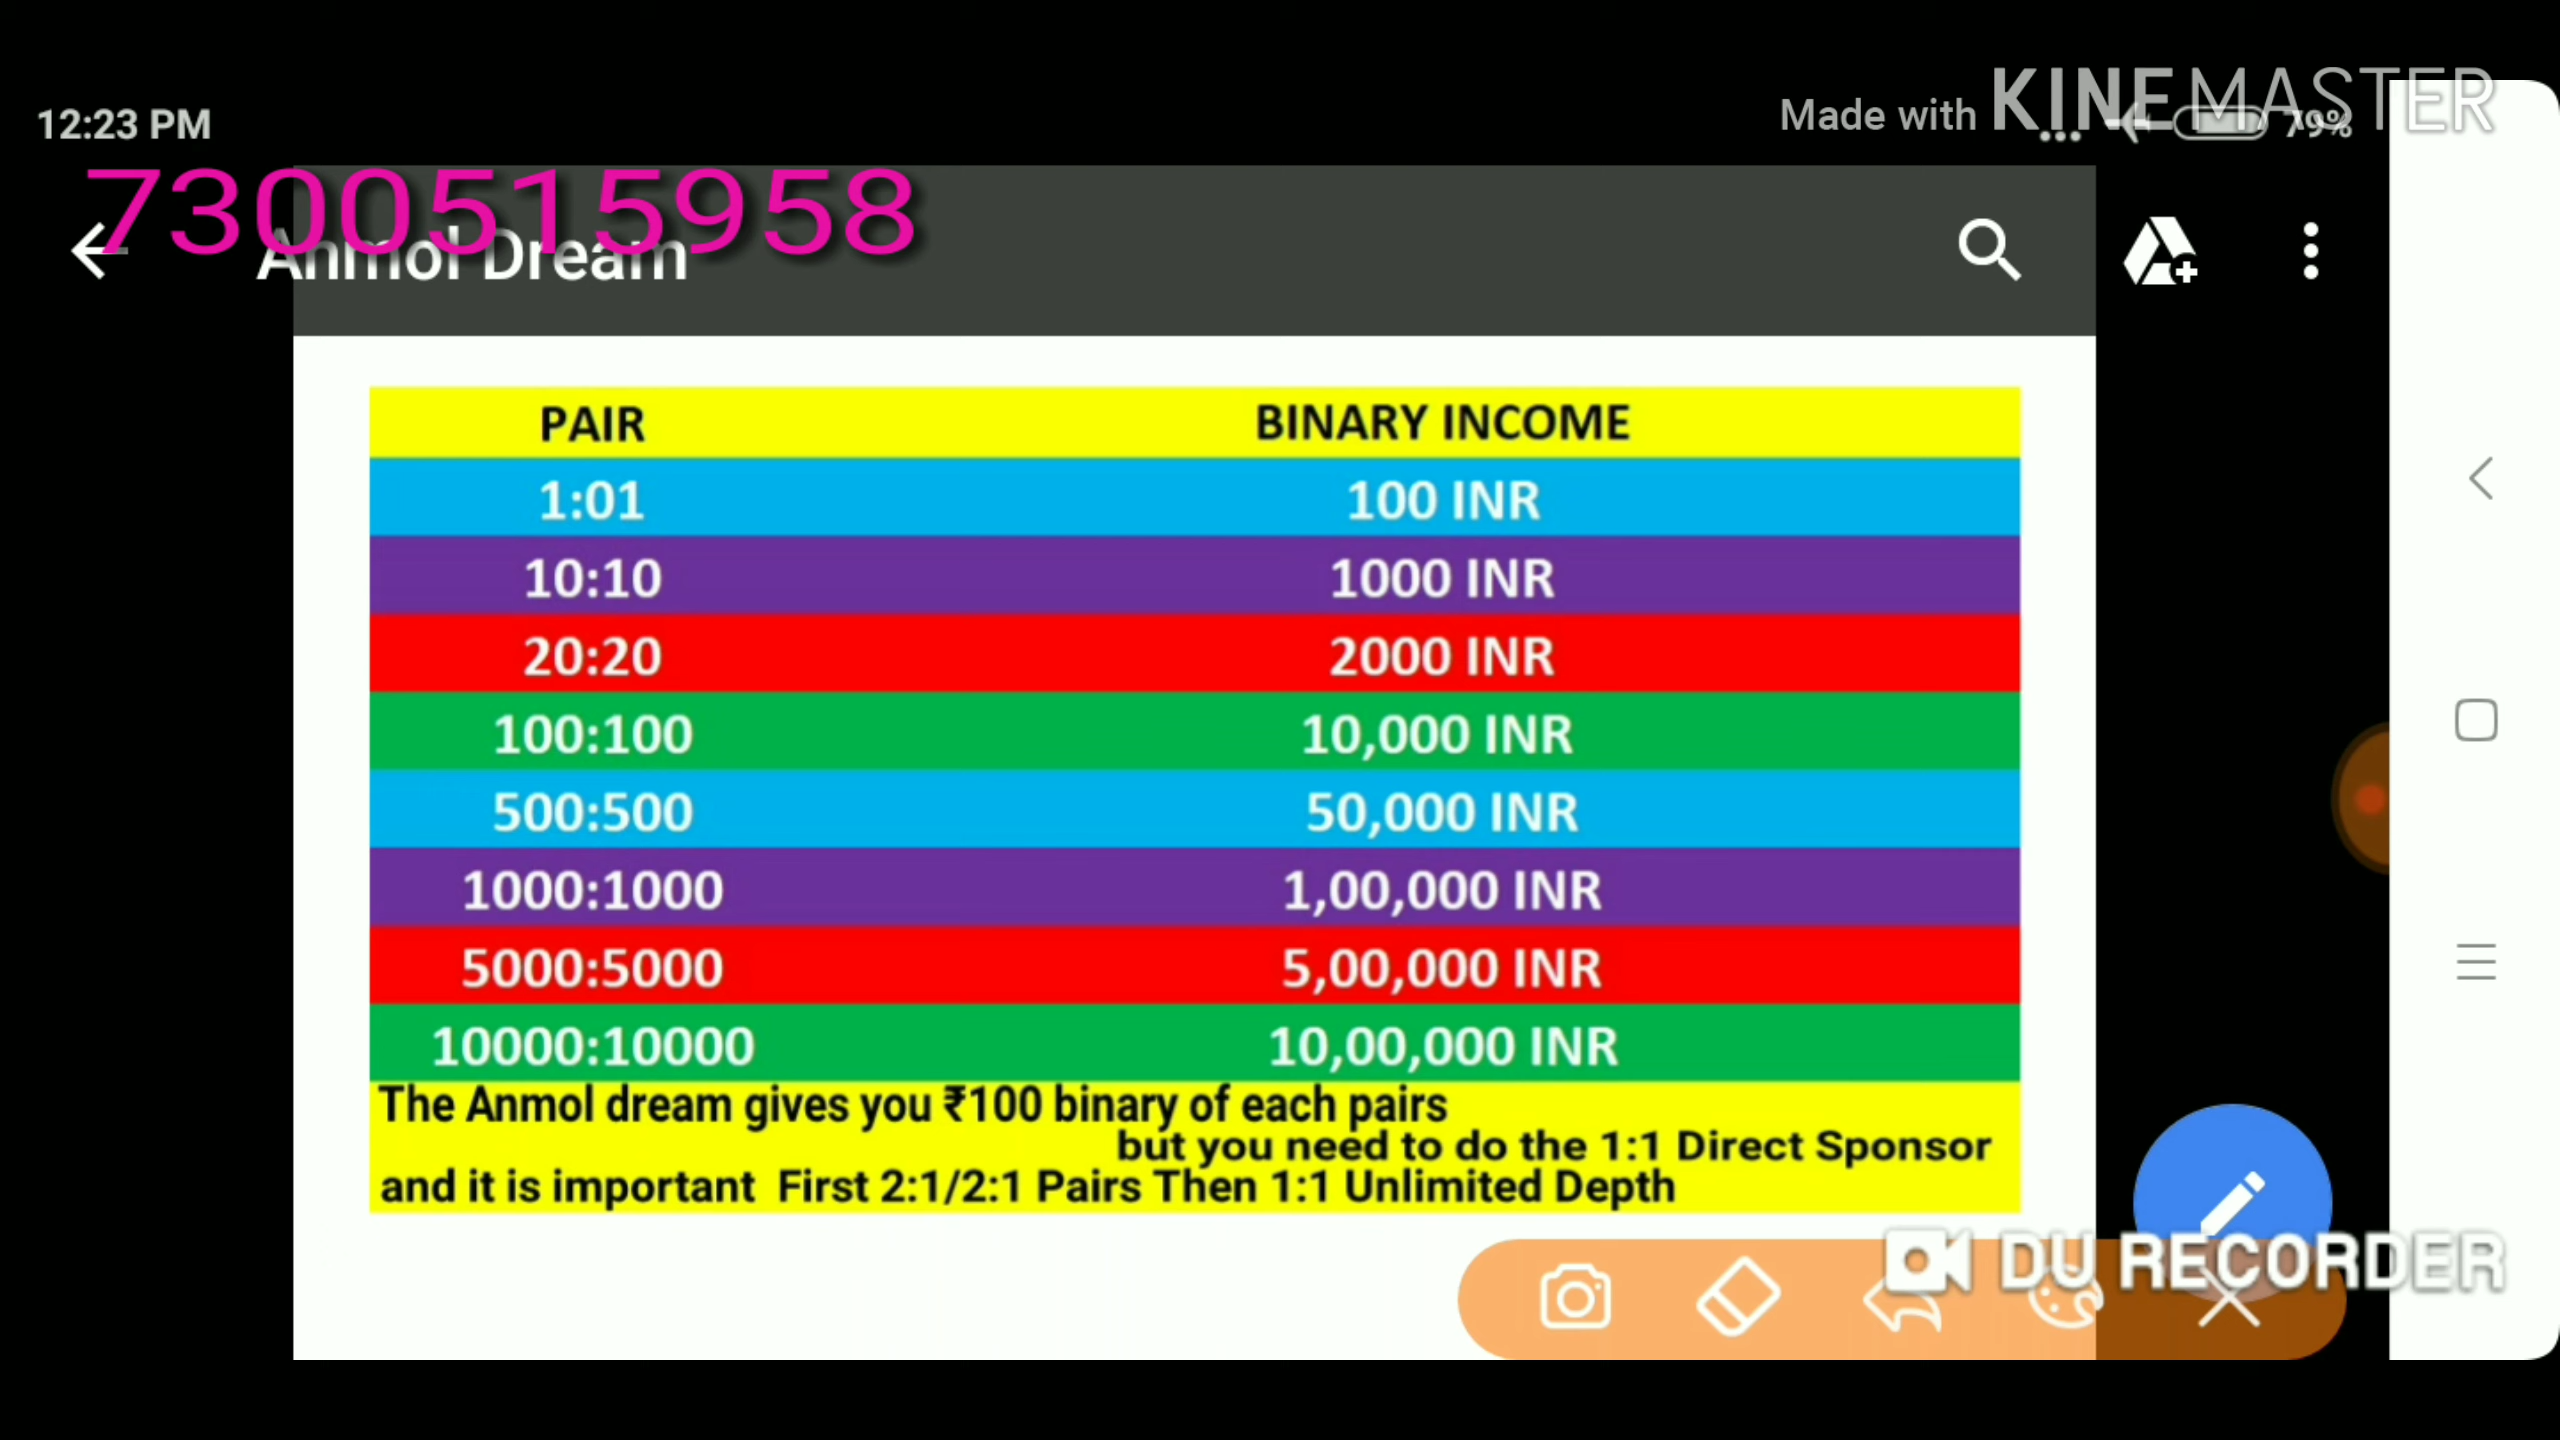 Made with KINEMASTER
12:23 PM
79%
7300515958
Anmol Dream
PAIR BINARY INCOME
1:01 100 INR
10:10 1000 INR
20:20 2000 INR
100:100 10,000 INR
500:500 50,000 INR
1000:1000 1,00,000 INR
5000:5000 5,00,000 INR
10000:10000 10,00,000 INR
The Anmol dream gives you ₹100 binary of each pairs
but you need to do the 1:1 Direct Sponsor
and it is important First 2:1/2:1 Pairs Then 1:1 Unlimited Depth
DU RECORDER